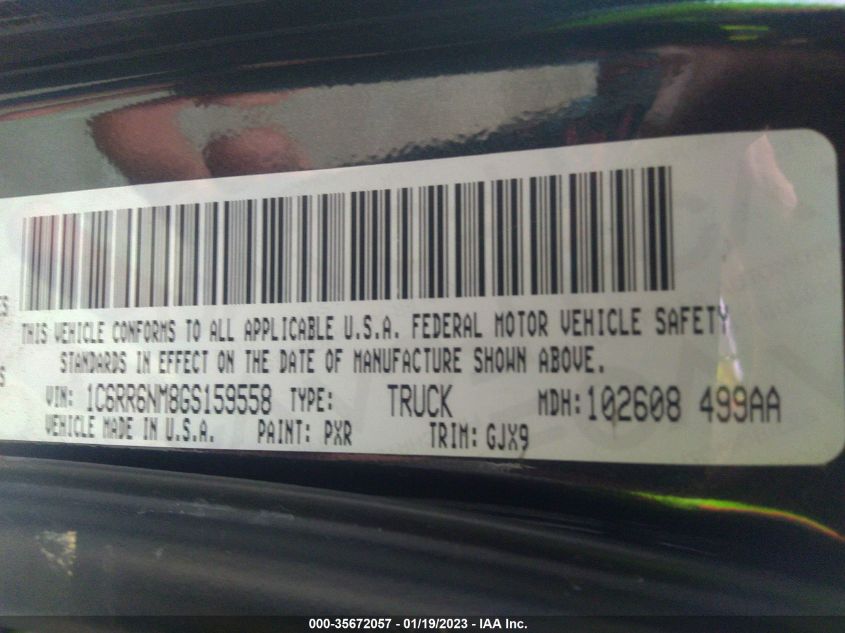 THIS VEHICLE CONFORMS TO ALL APPLICABLE U.S.A. FEDERAL MOTOR VEHICLE SAFETY
STANDARDS IN EFFECT ON THE DATE OF MANUFACTURE SHOWN ABOVE.
VIN: 1C6RR6NM8GS159558 TYPE: TRUCK MDH: 102608 499AA
VEHICLE MADE IN U.S.A. PAINT: PXR TRIM: GJX9
000-35672057 - 01/19/2023 - IAA Inc.